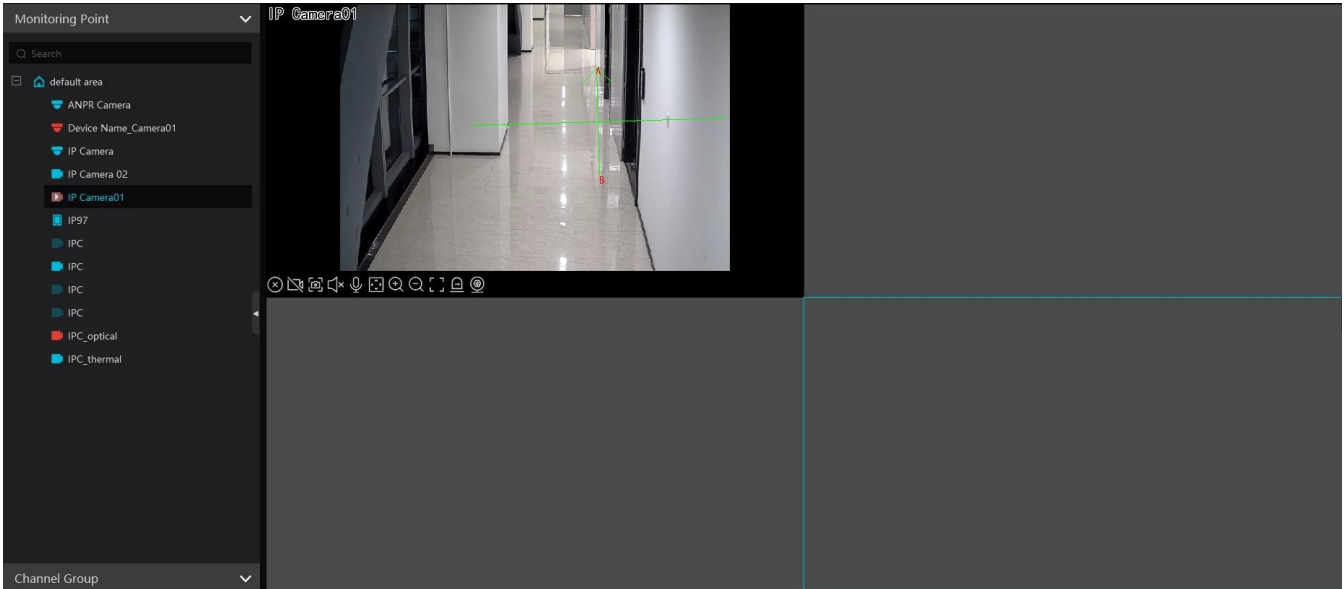 Monitoring Point
Search
default area
ANPR Camera
Device Name_Camera01
IP Camera
IP Camera 02
IP Camera01
IP97
IPC
IPC
IPC
IPC
IPC_optical
IPC_thermal
Channel Group
IP Camera01
A
B